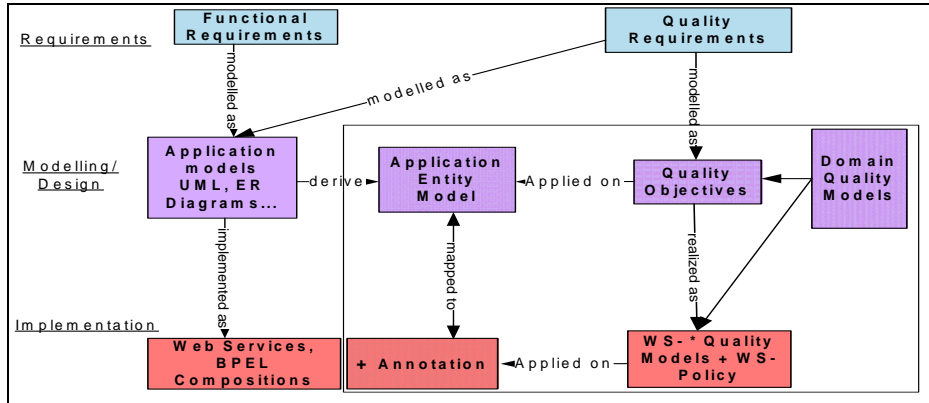 Functional
Requirements
Quality
Requirements
Requirements
modelled as
modelled as
modelled as
Modelling/
Design
Application
models
UML, ER
Diagrams...
derive
Application
Entity
Model
Applied on
Quality
Objectives
Domain
Quality
Models
implemented as
mapped to
realized as
Implementation
Web Services,
BPEL
Compositions
+ Annotation
Applied on
WS-* Quality
Models + WS-
Policy